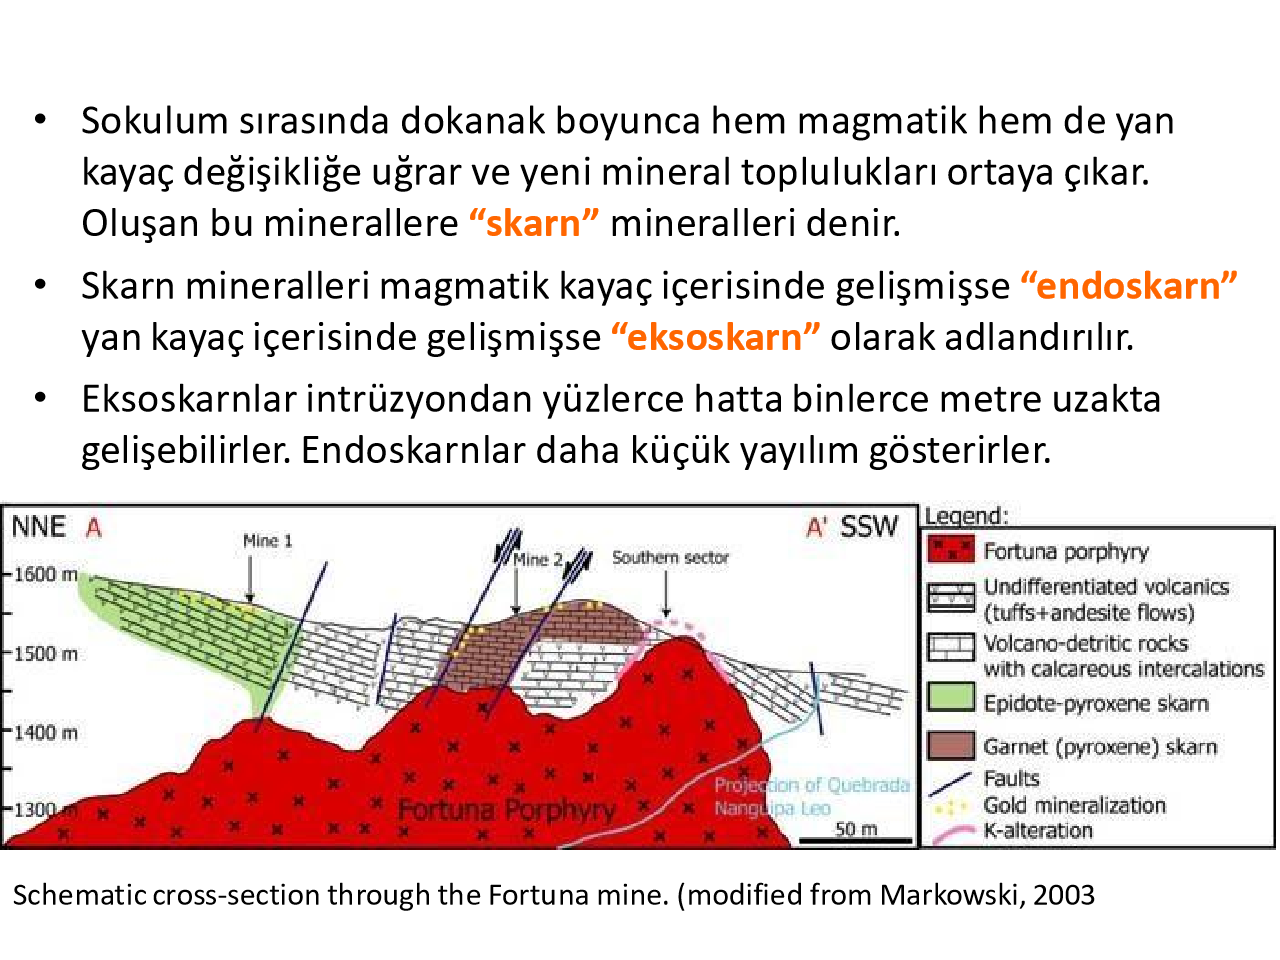 • Sokulum sırasında dokanak boyunca hem magmatik hem de yan
kayaç değişikliğe uğrar ve yeni mineral toplulukları ortaya çıkar.
Oluşan bu minerallere “skarn” mineralleri denir.
• Skarn mineralleri magmatik kayaç içerisinde gelişmişse “endoskarn”
yan kayaç içerisinde gelişmişse “eksoskarn” olarak adlandırılır.
• Eksoskarnlar intrüzyondan yüzlerce hatta binlerce metre uzakta
gelişebilirler. Endoskarnlar daha küçük yayılım gösterirler.
NNE A
A' SSW
Mine 1
Mine 2
Southern sector
1600 m
1500 m
1400 m
1300 m
Fortuna Porphyry
Projection of Quebrada
Nanguipa Leo
50 m
Legend:
Fortuna porphyry
Undifferentiated volcanics
(tuffs+andesite flows)
Volcano-detritic rocks
with calcareous intercalations
Epidote-pyroxene skarn
Garnet (pyroxene) skarn
Faults
Gold mineralization
K-alteration
Schematic cross-section through the Fortuna mine. (modified from Markowski, 2003